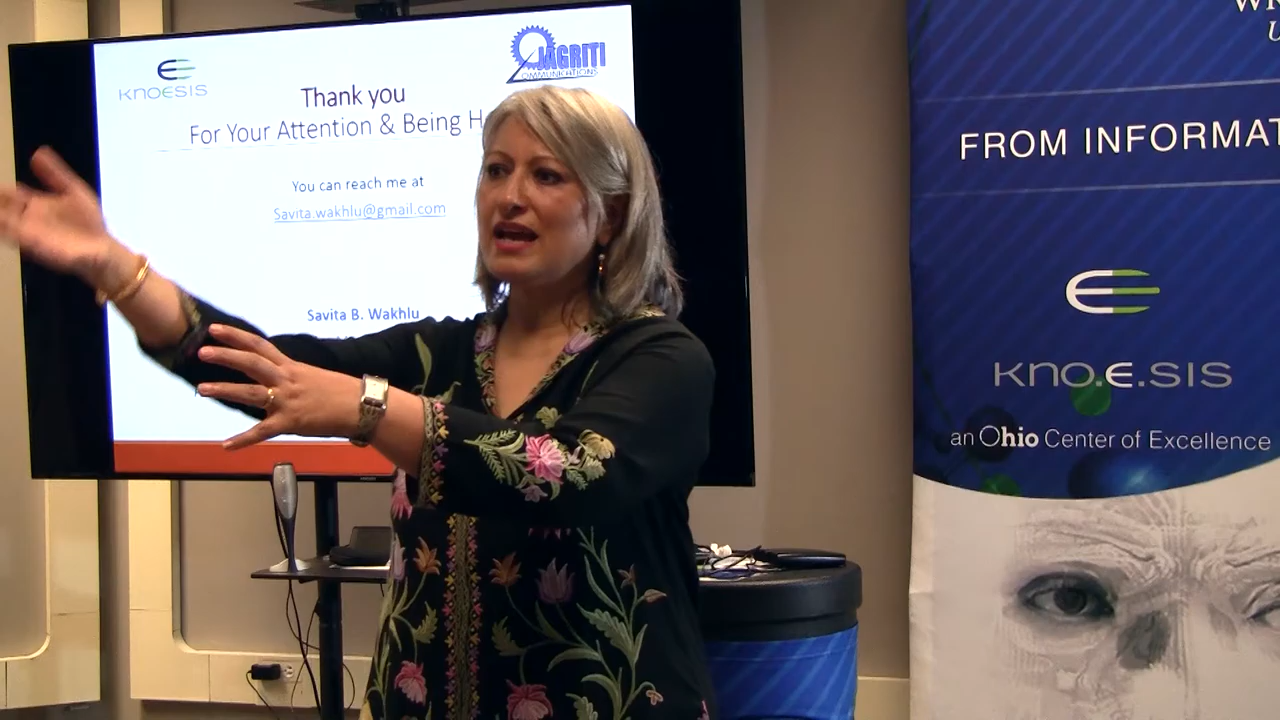 KNOESIS
JAGRITI
COMMUNICATIONS
Thank you
For Your Attention & Being H
You can reach me at
Savita.wakhlu@gmail.com
Savita B. Wakhlu
FROM INFORMAT
KNO.E.SIS
an Ohio Center of Excellence